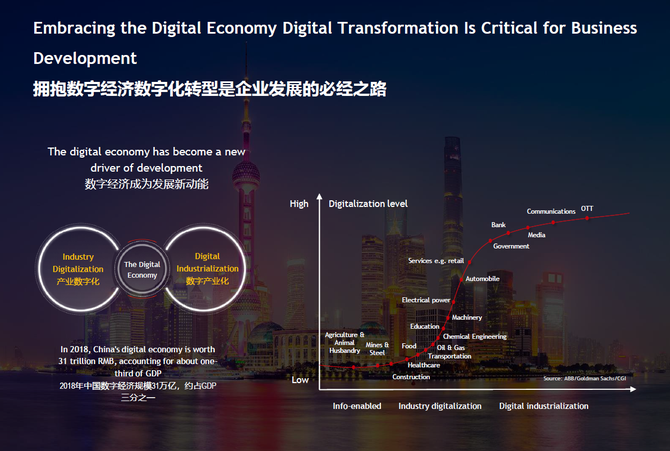 Embracing the Digital Economy Digital Transformation Is Critical for Business
Development
拥抱数字经济数字化转型是企业发展的必经之路
The digital economy has become a new
driver of development
数字经济成为发展新动能
Industry
Digitalization
产业数字化
The Digital
Economy
Digital
Industrialization
数字产业化
In 2018, China's digital economy is worth
31 trillion RMB, accounting for about one-
third of GDP
2018年中国数字经济规模31万亿，约占GDP
三分之一
High
Digitalization level
Low
Agriculture &
Animal
Husbandry
Mines &
Steel
Construction
Food
Healthcare
Transportation
Oil & Gas
Chemical Engineering
Education
Machinery
Electrical power
Automobile
Services e.g. retail
Bank
Government
Media
Communications
OTT
Source: ABB/Goldman Sachs/CGI
Info-enabled
Industry digitalization
Digital industrialization